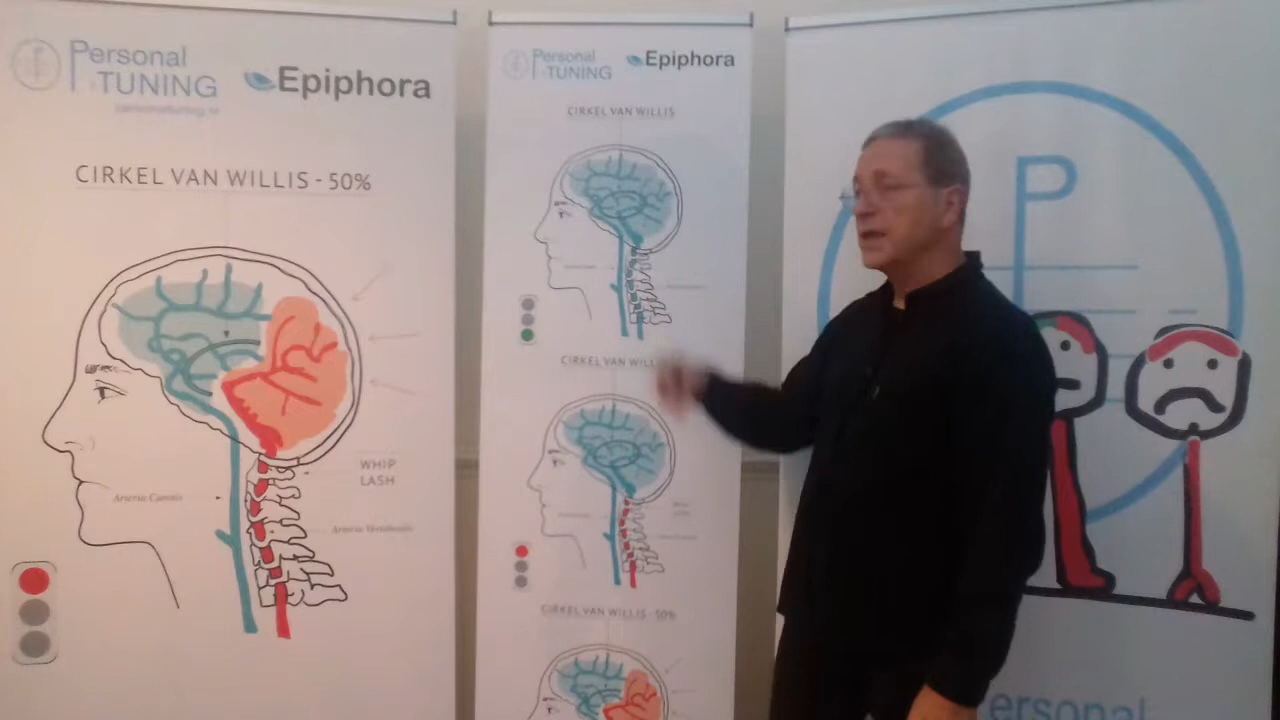 Personal
TUNING
Epiphora
CIRKEL VAN WILLIS - 50%
WHIP
LASH
Arteria Carotis
Arteria Vertebralis
Personal
TUNING
Epiphora
CIRKEL VAN WILLIS
CIRKEL VAN WILL
CIRKEL VAN WILLIS - 50%
P
ersonal